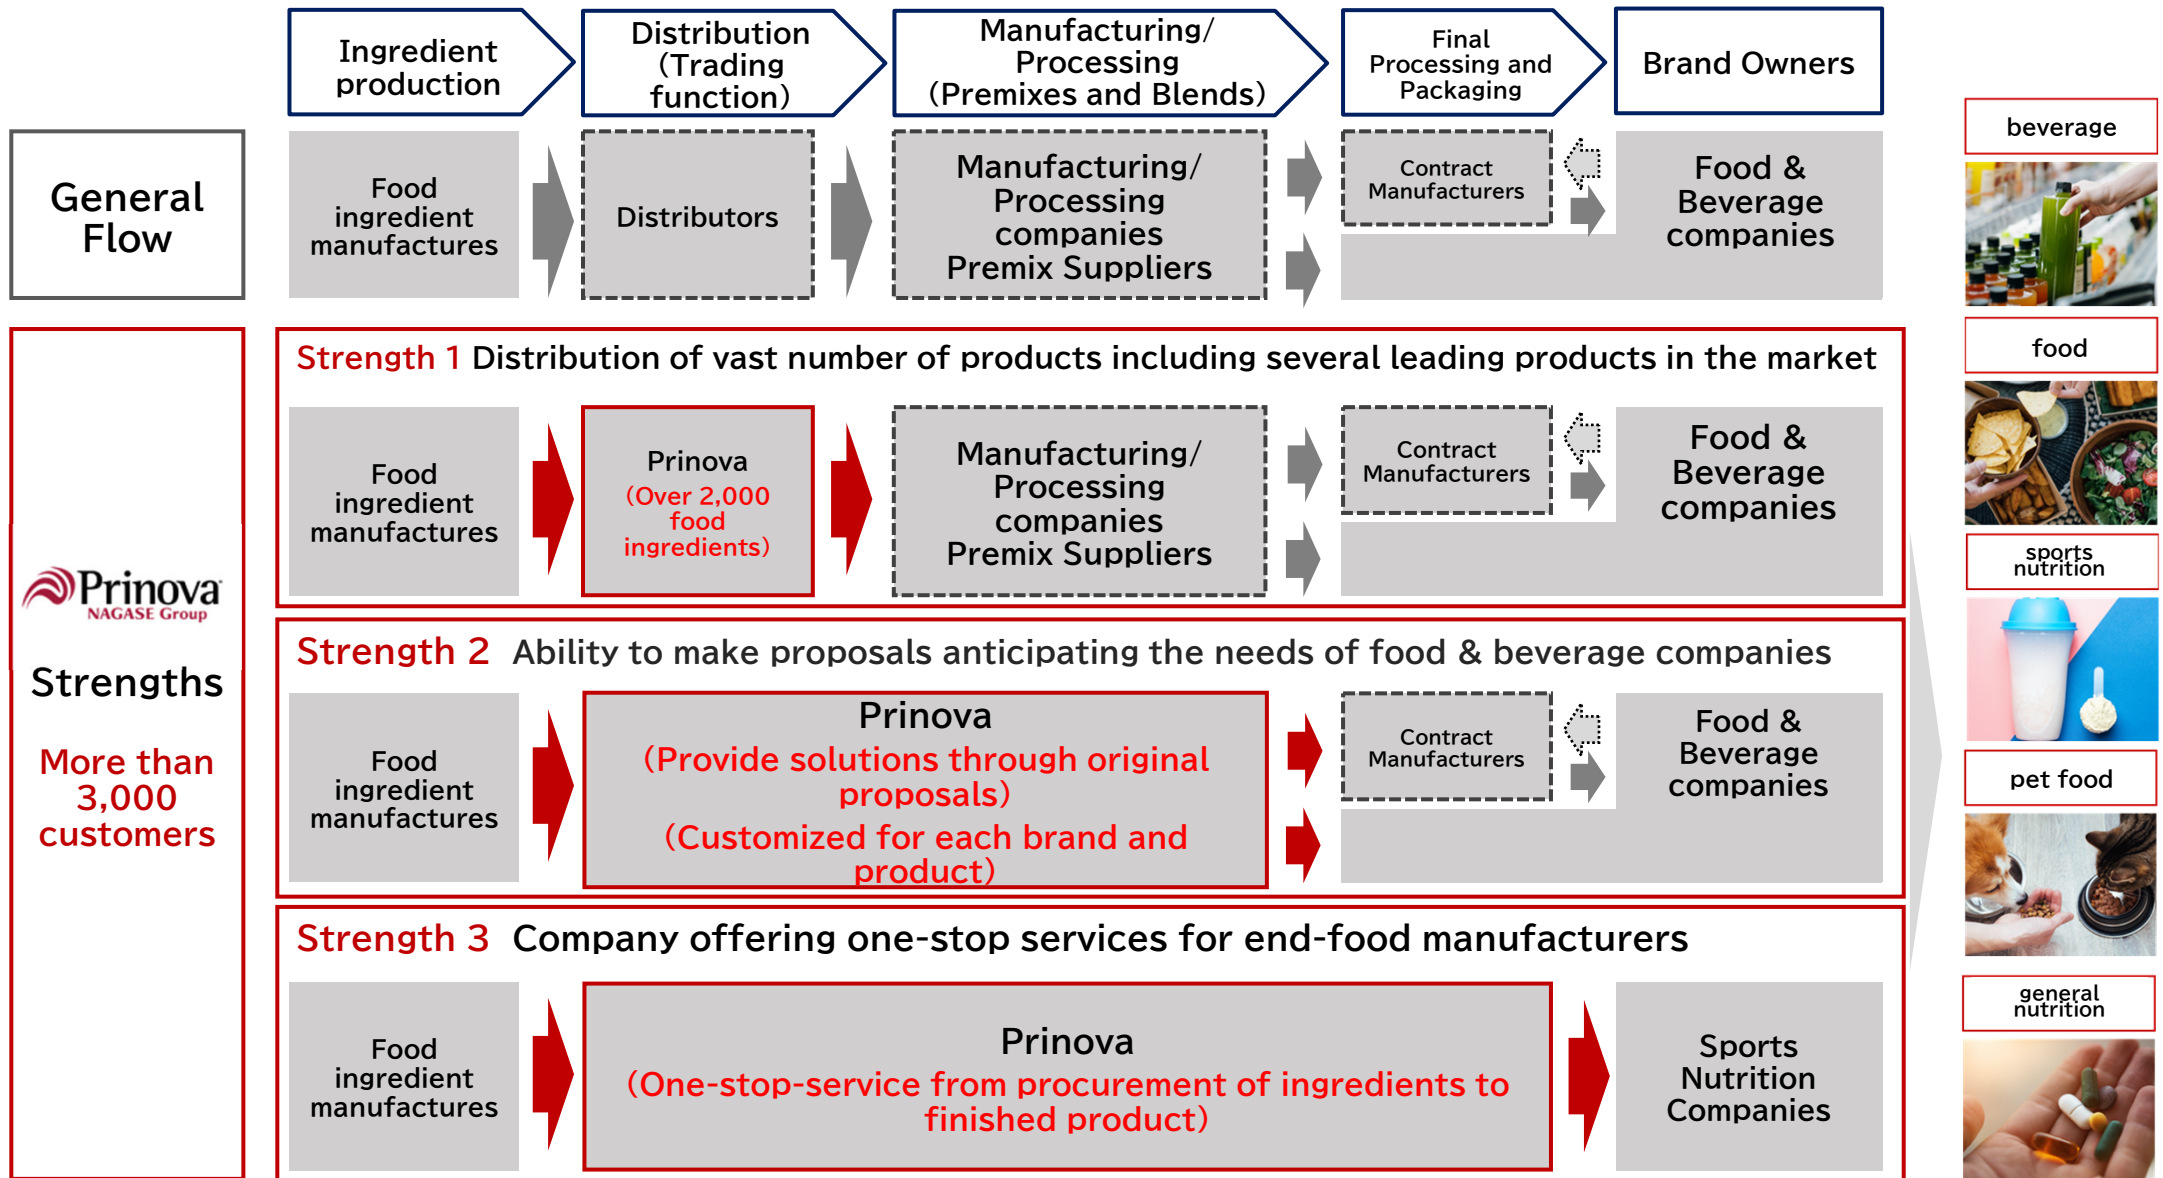 Ingredient
production
Distribution
(Trading
function)
Manufacturing/
Processing
(Premixes and Blends)
Final
Processing and
Packaging
Brand Owners
General
Flow
Food
ingredient
manufactures
Distributors
Manufacturing/
Processing
companies
Premix Suppliers
Contract
Manufacturers
Food &
Beverage
companies
Prinova
NAGASE Group
Strengths
More than
3,000
customers
Strength 1 Distribution of vast number of products including several leading products in the market
Food
ingredient
manufactures
Prinova
(Over 2,000
food
ingredients)
Manufacturing/
Processing
companies
Premix Suppliers
Contract
Manufacturers
Food &
Beverage
companies
Strength 2 Ability to make proposals anticipating the needs of food & beverage companies
Food
ingredient
manufactures
Prinova
(Provide solutions through original
proposals)
(Customized for each brand and
product)
Contract
Manufacturers
Food &
Beverage
companies
Strength 3 Company offering one-stop services for end-food manufacturers
Food
ingredient
manufactures
Prinova
(One-stop-service from procurement of ingredients to
finished product)
Sports
Nutrition
Companies
beverage
food
sports
nutrition
pet food
general
nutrition